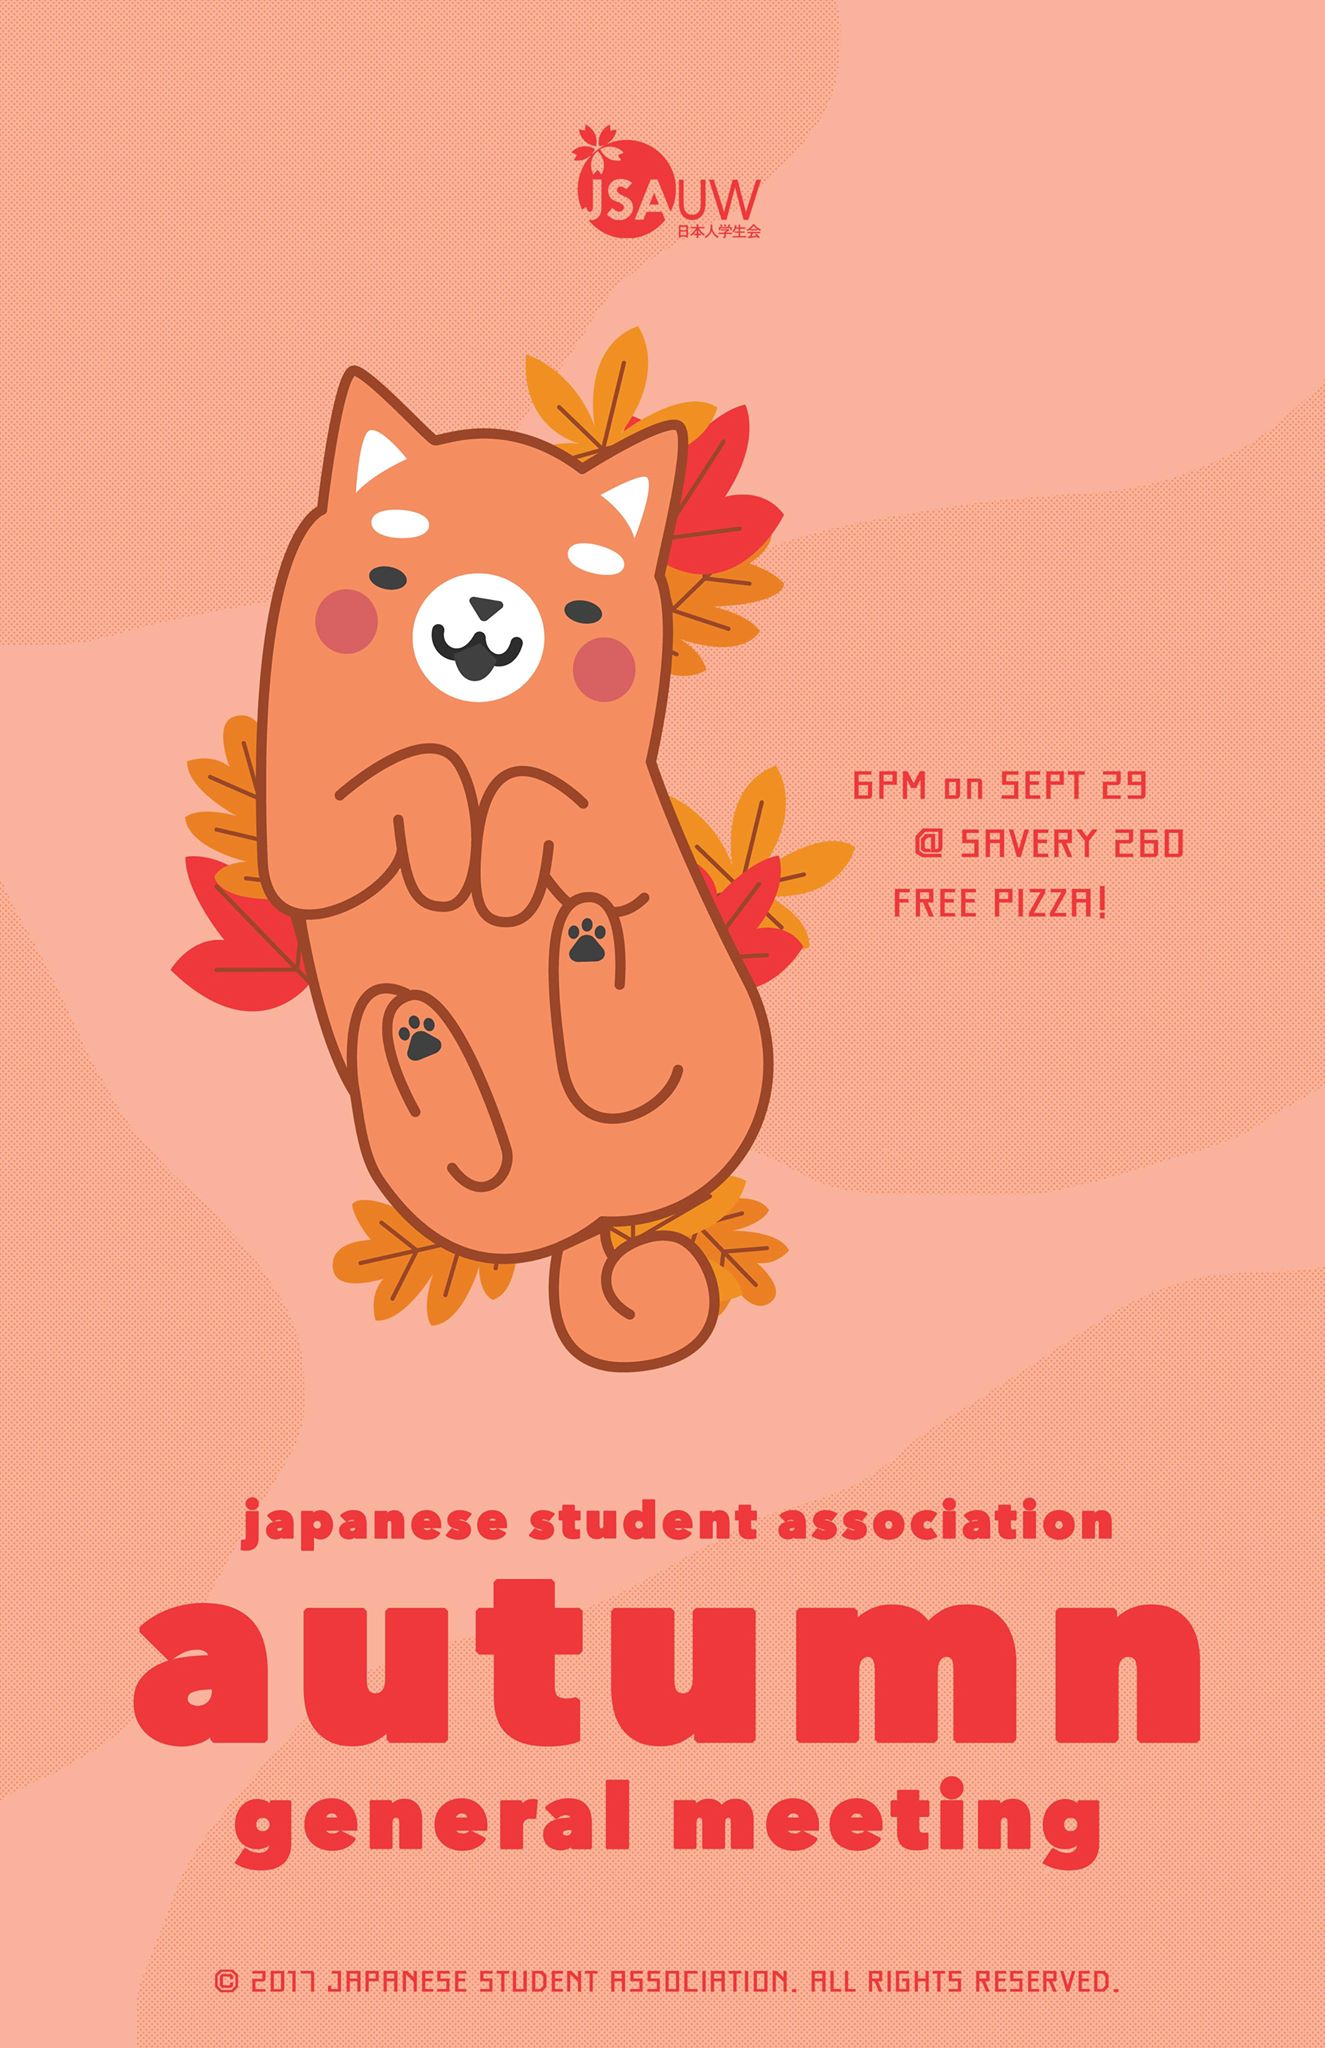 jSAUW
日本人学生会
6PM on SEPT 29
@ SAVERY 260
FREE PIZZA!
japanese student association
autumn
general meeting
© 2017 JAPANESE STUDENT ASSOCIATION. ALL RIGHTS RESERVED.